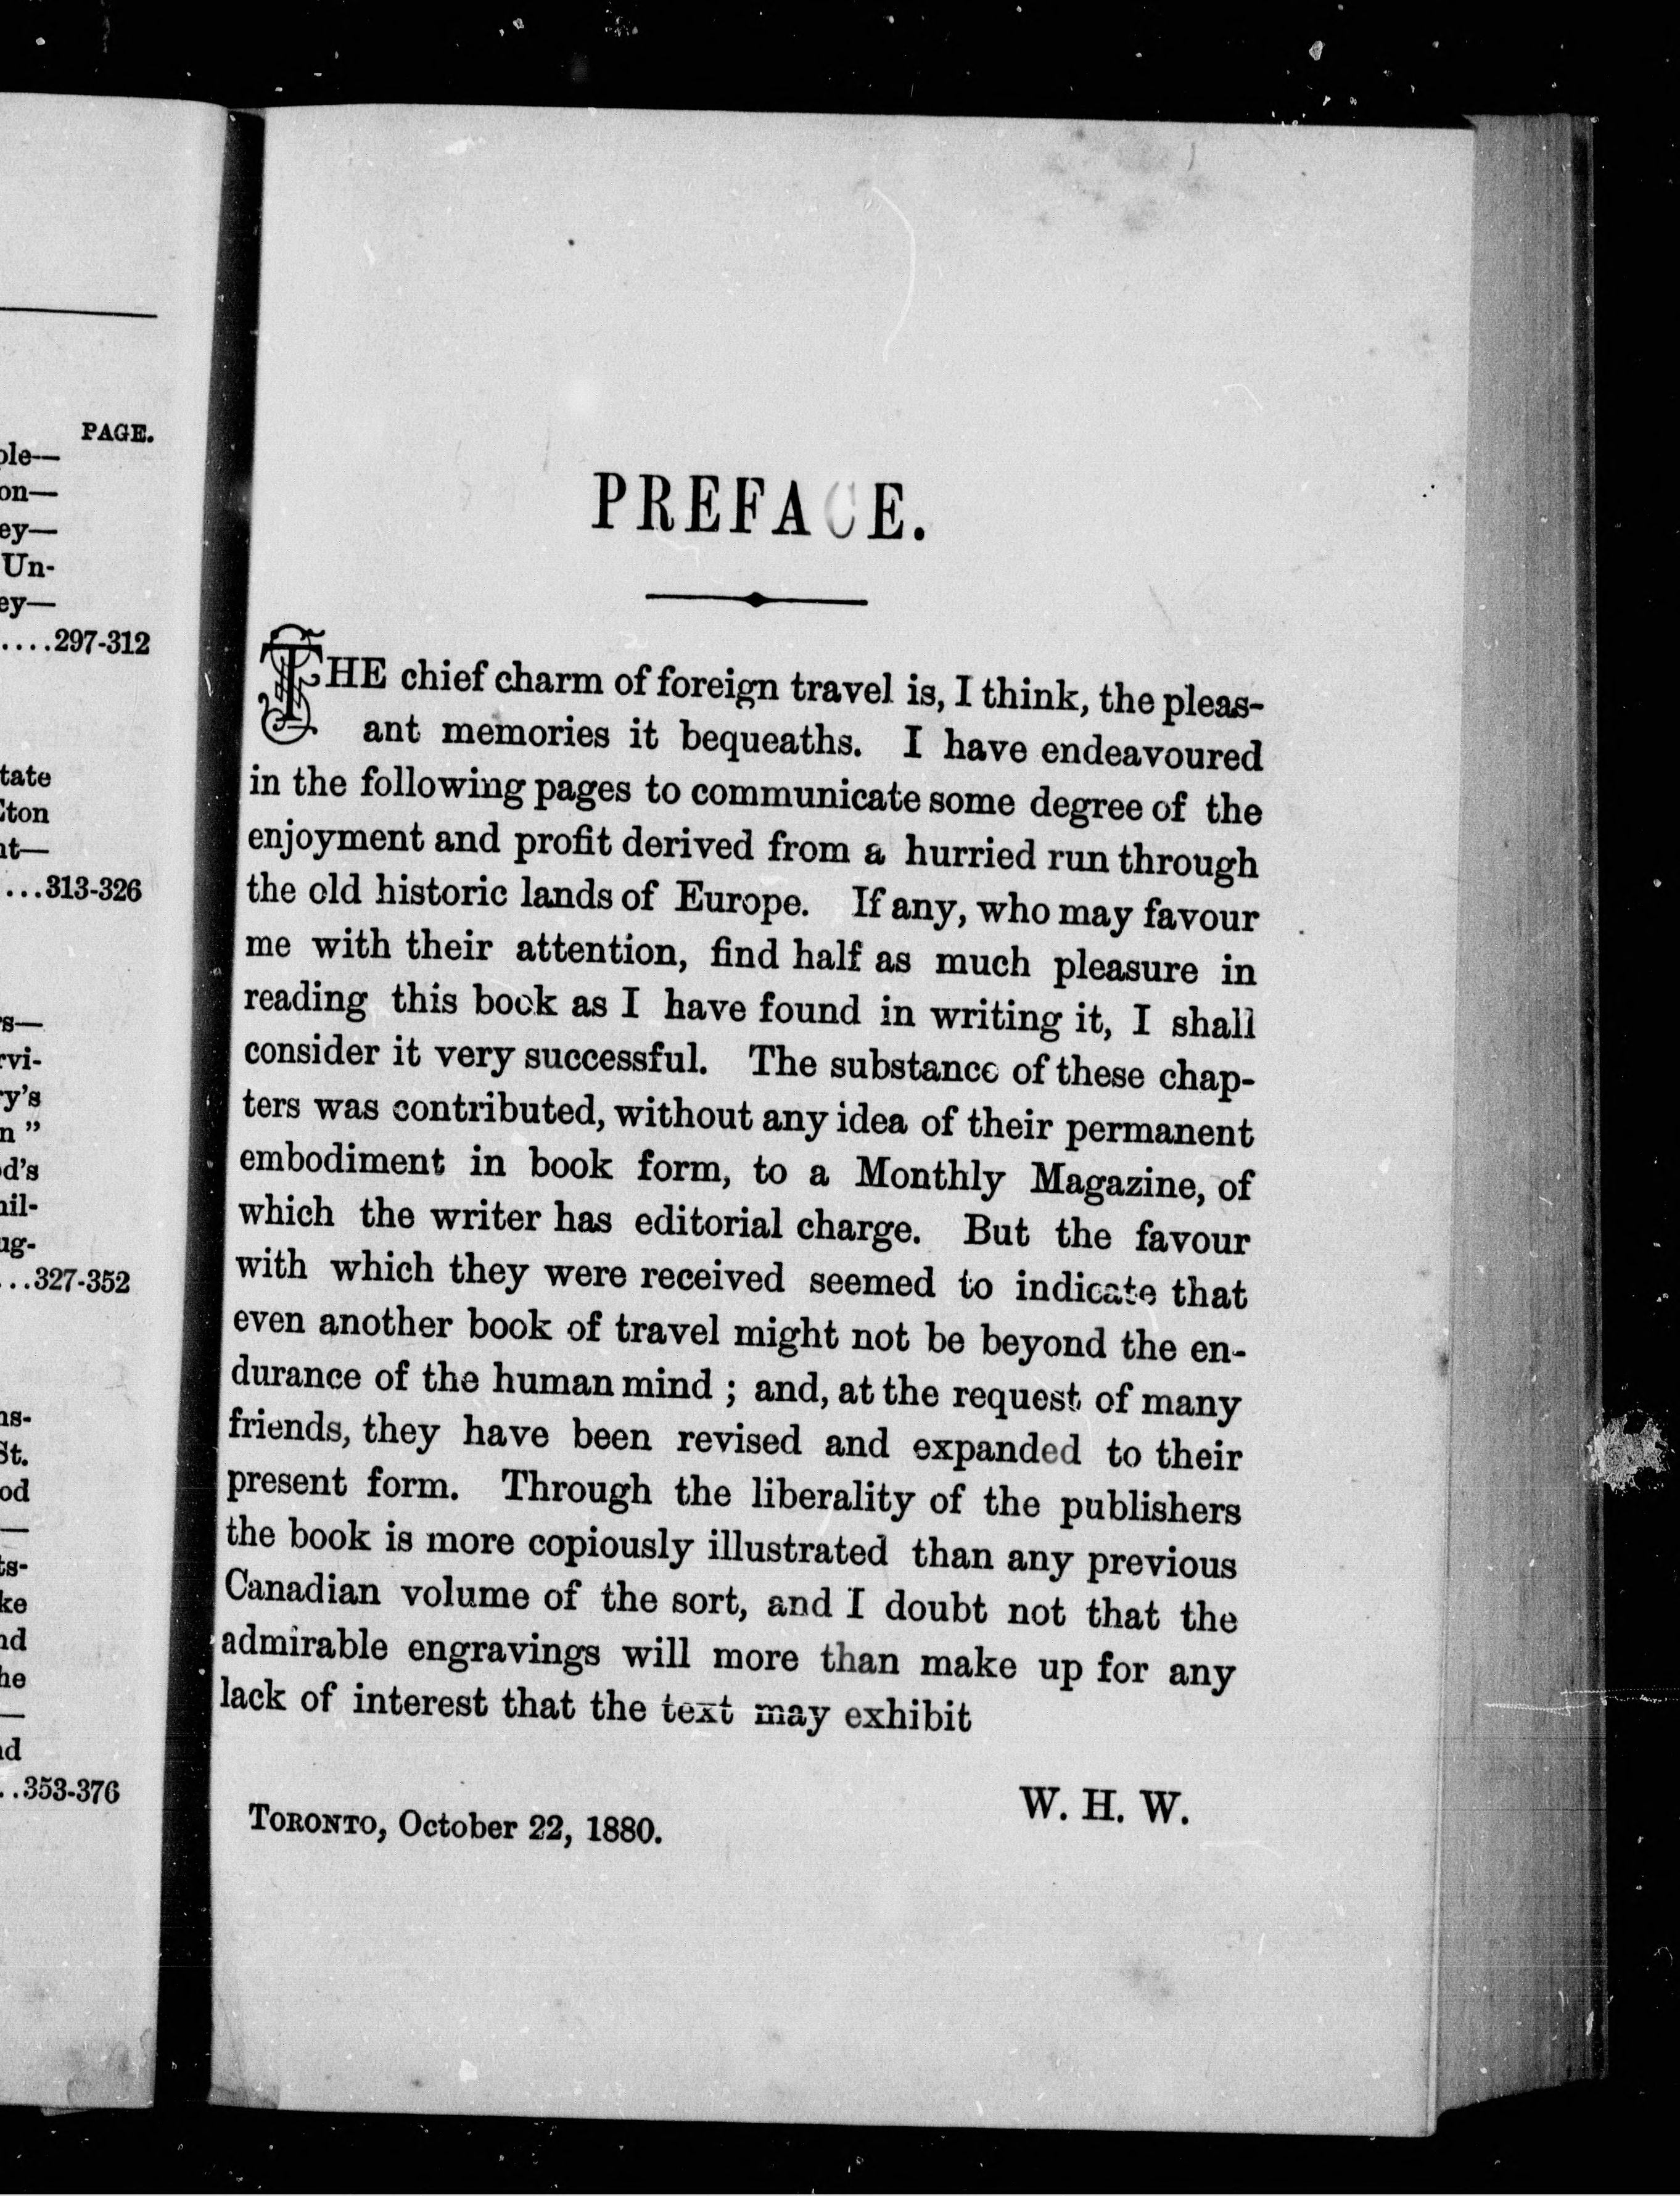 PAGE.
ple—
on—
ey—
Un-
ey—
....297-312
tate
Eton
nt—
...313-326
s—
rvi-
y's
n"
d's
nil-
ug-
...327-352
ns-
St.
od
—
ts-
ke
nd
he
—
nd
..353-376
PREFACE.
THE chief charm of foreign travel is, I think, the pleas-
ant memories it bequeaths. I have endeavoured
in the following pages to communicate some degree of the
enjoyment and profit derived from a hurried run through
the old historic lands of Europe. If any, who may favour
me with their attention, find half as much pleasure in
reading this book as I have found in writing it, I shall
consider it very successful. The substance of these chap-
ters was contributed, without any idea of their permanent
embodiment in book form, to a Monthly Magazine, of
which the writer has editorial charge. But the favour
with which they were received seemed to indicate that
even another book of travel might not be beyond the en-
durance of the human mind ; and, at the request of many
friends, they have been revised and expanded to their
present form. Through the liberality of the publishers
the book is more copiously illustrated than any previous
Canadian volume of the sort, and I doubt not that the
admirable engravings will more than make up for any
lack of interest that the text may exhibit
W. H. W.
TORONTO, October 22, 1880.